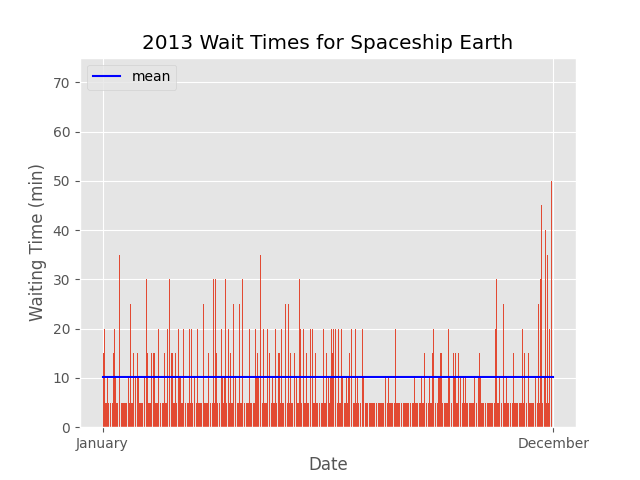 2013 Wait Times for Spaceship Earth
mean
70
60
50
40
30
20
10
0
Waiting Time (min)
January
December
Date